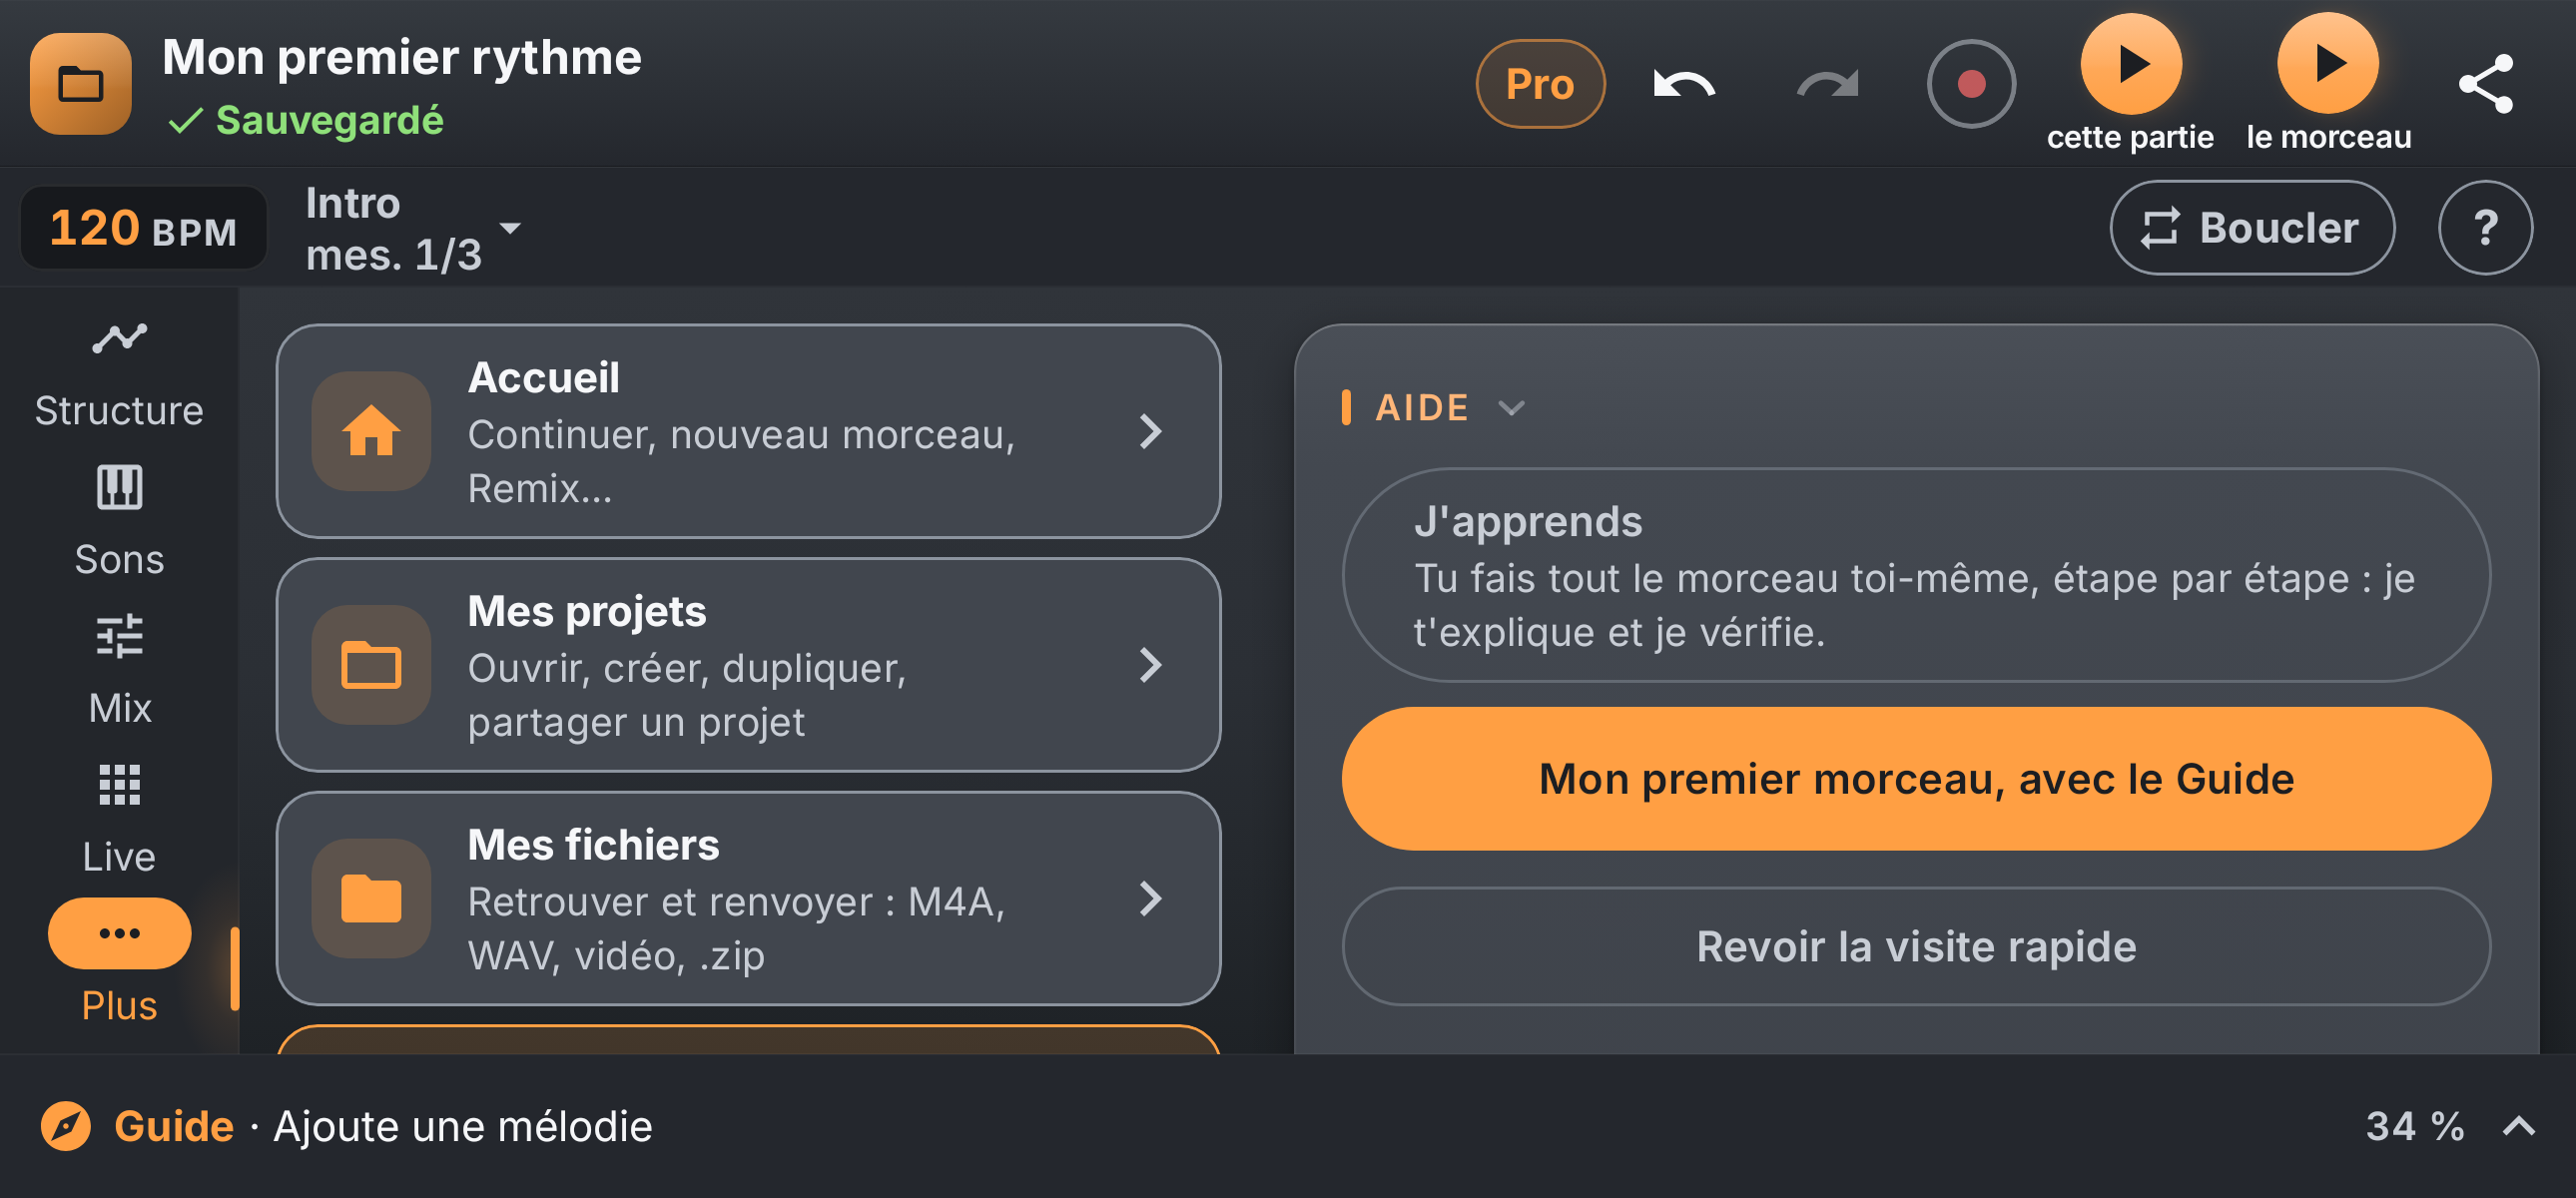 Mon premier rythme
Sauvegardé
Pro
cette partie
le morceau
120 BPM
Intro
mes. 1/3
Boucler
?
Structure
Sons
Mix
Live
Plus
Accueil
Continuer, nouveau morceau,
Remix...
Mes projets
Ouvrir, créer, dupliquer,
partager un projet
Mes fichiers
Retrouver et renvoyer : M4A,
WAV, vidéo, .zip
AIDE
J'apprends
Tu fais tout le morceau toi-même, étape par étape : je
t'explique et je vérifie.
Mon premier morceau, avec le Guide
Revoir la visite rapide
Guide · Ajoute une mélodie
34 %